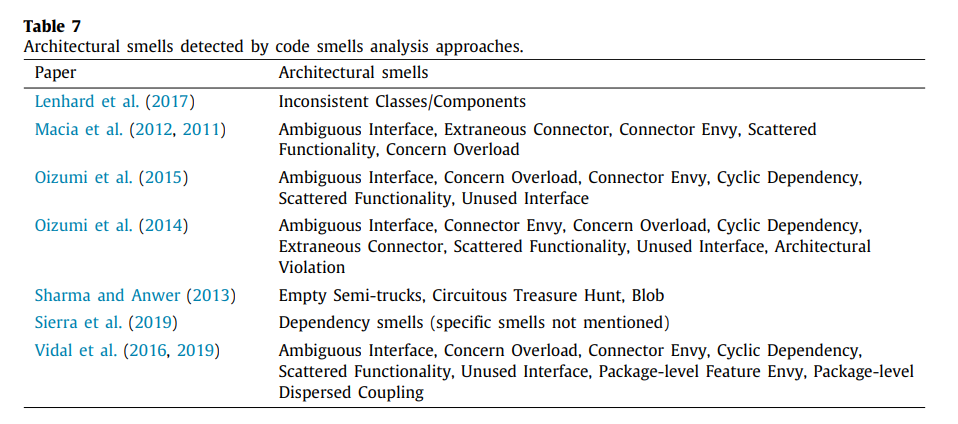 Table 7
Architectural smells detected by code smells analysis approaches.
Paper Architectural smells
Lenhard et al. (2017) Inconsistent Classes/Components
Macia et al. (2012, 2011) Ambiguous Interface, Extraneous Connector, Connector Envy, Scattered
Functionality, Concern Overload
Oizumi et al. (2015) Ambiguous Interface, Concern Overload, Connector Envy, Cyclic Dependency,
Scattered Functionality, Unused Interface
Oizumi et al. (2014) Ambiguous Interface, Connector Envy, Concern Overload, Cyclic Dependency,
Extraneous Connector, Scattered Functionality, Unused Interface, Architectural
Violation
Sharma and Anwer (2013) Empty Semi-trucks, Circuitous Treasure Hunt, Blob
Sierra et al. (2019) Dependency smells (specific smells not mentioned)
Vidal et al. (2016, 2019) Ambiguous Interface, Concern Overload, Connector Envy, Cyclic Dependency,
Scattered Functionality, Unused Interface, Package-level Feature Envy, Package-level
Dispersed Coupling